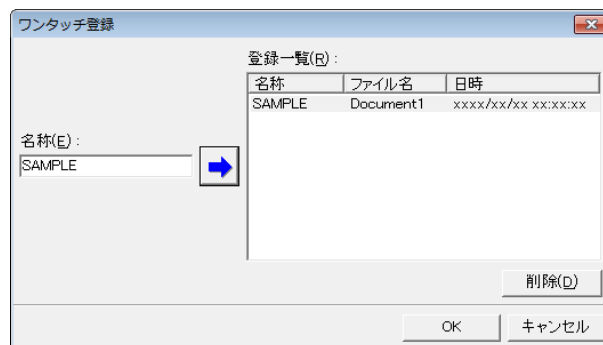 ワンタッチ登録
登録一覧(R) :
名称 ファイル名 日時
SAMPLE Document1 xxxx/xx/xx xx:xx:xx
名称(E) :
SAMPLE
削除(D)
OK キャンセル